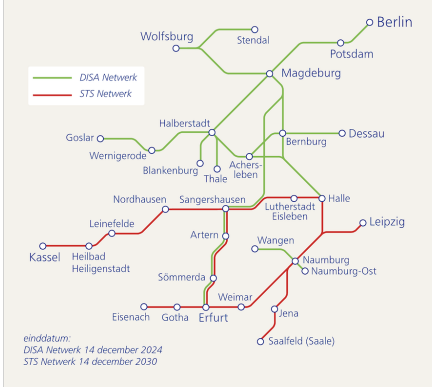 Berlin
Wolfsburg
Stendal
Potsdam
Magdeburg
DISA Netwerk
STS Netwerk
Halberstadt
Goslar
Dessau
Bernburg
Wernigerode
Blankenburg
Achers-
leben
Thale
Nordhausen
Sangershausen
Halle
Lutherstadt
Eisleben
Leinefelde
Leipzig
Artern
Wangen
Kassel
Heilbad
Heiligenstadt
Naumburg
Naumburg-Ost
Sömmerda
Weimar
Eisenach
Gotha
Erfurt
Jena
Saalfeld (Saale)
einddatum:
DISA Netwerk 14 december 2024
STS Netwerk 14 december 2030